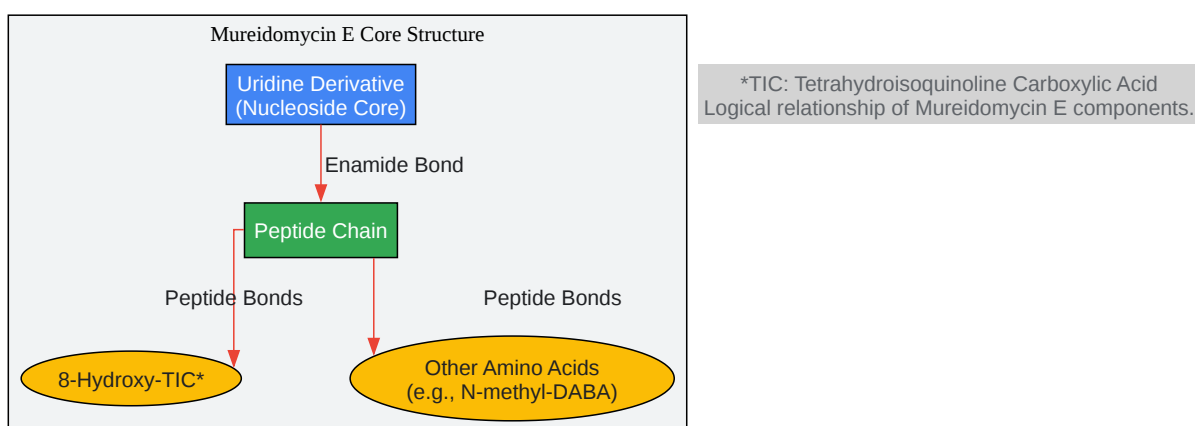 Mureidomycin E Core Structure
Uridine Derivative
(Nucleoside Core)
*TIC: Tetrahydroisoquinoline Carboxylic Acid
Logical relationship of Mureidomycin E components.
Enamide Bond
Peptide Chain
Peptide Bonds
Peptide Bonds
8-Hydroxy-TIC*
Other Amino Acids
(e.g., N-methyl-DABA)